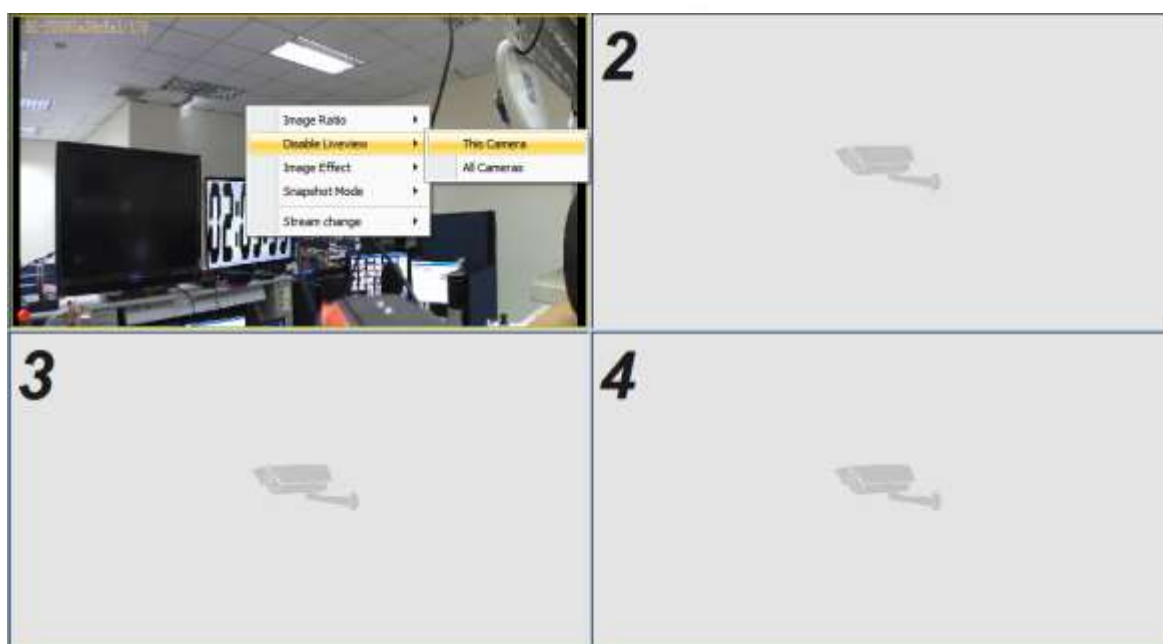 2
Image Ratio
Disable Liveview
This Camera
Image Effect
All Cameras
Snapshot Mode
Stream change
3
4